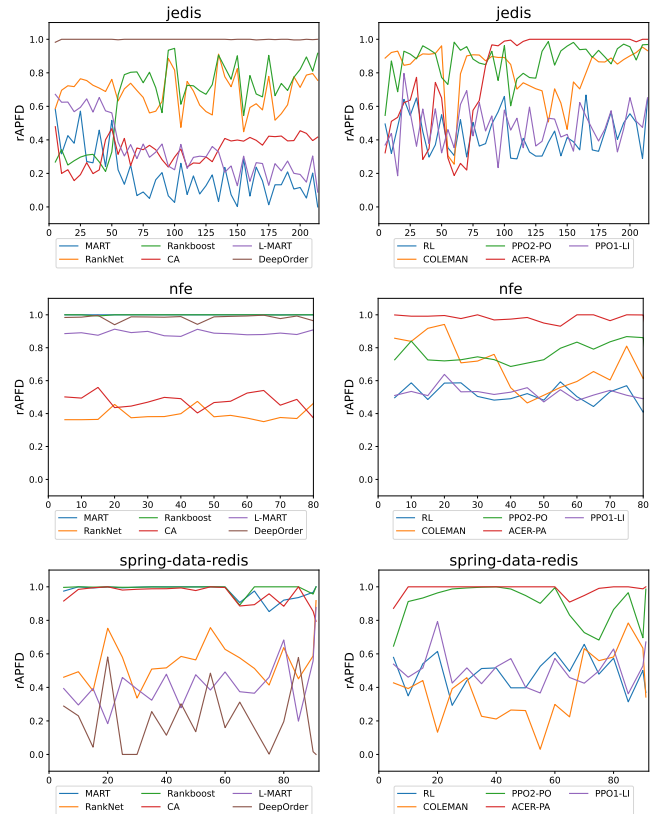 jedis
jedis
1.0
0.8
0.6
0.4
0.2
0.0
rAPFD
25 50 75 100 125 150 175 200
MART Rankboost L-MART
RankNet CA DeepOrder
1.0
0.8
0.6
0.4
0.2
0.0
rAPFD
25 50 75 100 125 150 175 200
RL PPO2-PO PPO1-LI
COLEMAN ACER-PA
nfe
nfe
1.0
0.8
0.6
0.4
0.2
0.0
rAPFD
0 10 20 30 40 50 60 70 80
MART Rankboost L-MART
RankNet CA DeepOrder
1.0
0.8
0.6
0.4
0.2
0.0
rAPFD
0 10 20 30 40 50 60 70 80
RL PPO2-PO PPO1-LI
COLEMAN ACER-PA
spring-data-redis
spring-data-redis
1.0
0.8
0.6
0.4
0.2
0.0
rAPFD
0 20 40 60 80
MART Rankboost L-MART
RankNet CA DeepOrder
1.0
0.8
0.6
0.4
0.2
0.0
rAPFD
0 20 40 60 80
RL PPO2-PO PPO1-LI
COLEMAN ACER-PA